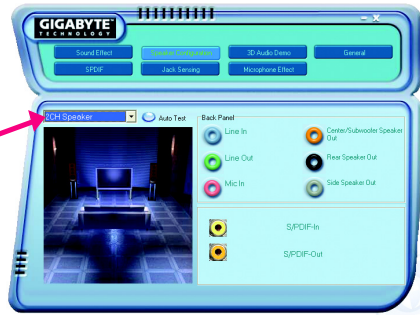 GIGABYTE™
TECHNOLOGY
Sound Effect
Speaker Configuration
3D Audio Demo
General
SPDIF
Jack Sensing
Microphone Effect
2CH Speaker
Auto Test
Back Panel
Line In
Center/Subwoofer Speaker
Out
Line Out
Rear Speaker Out
Mic In
Side Speaker Out
S/PDIF-In
S/PDIF-Out